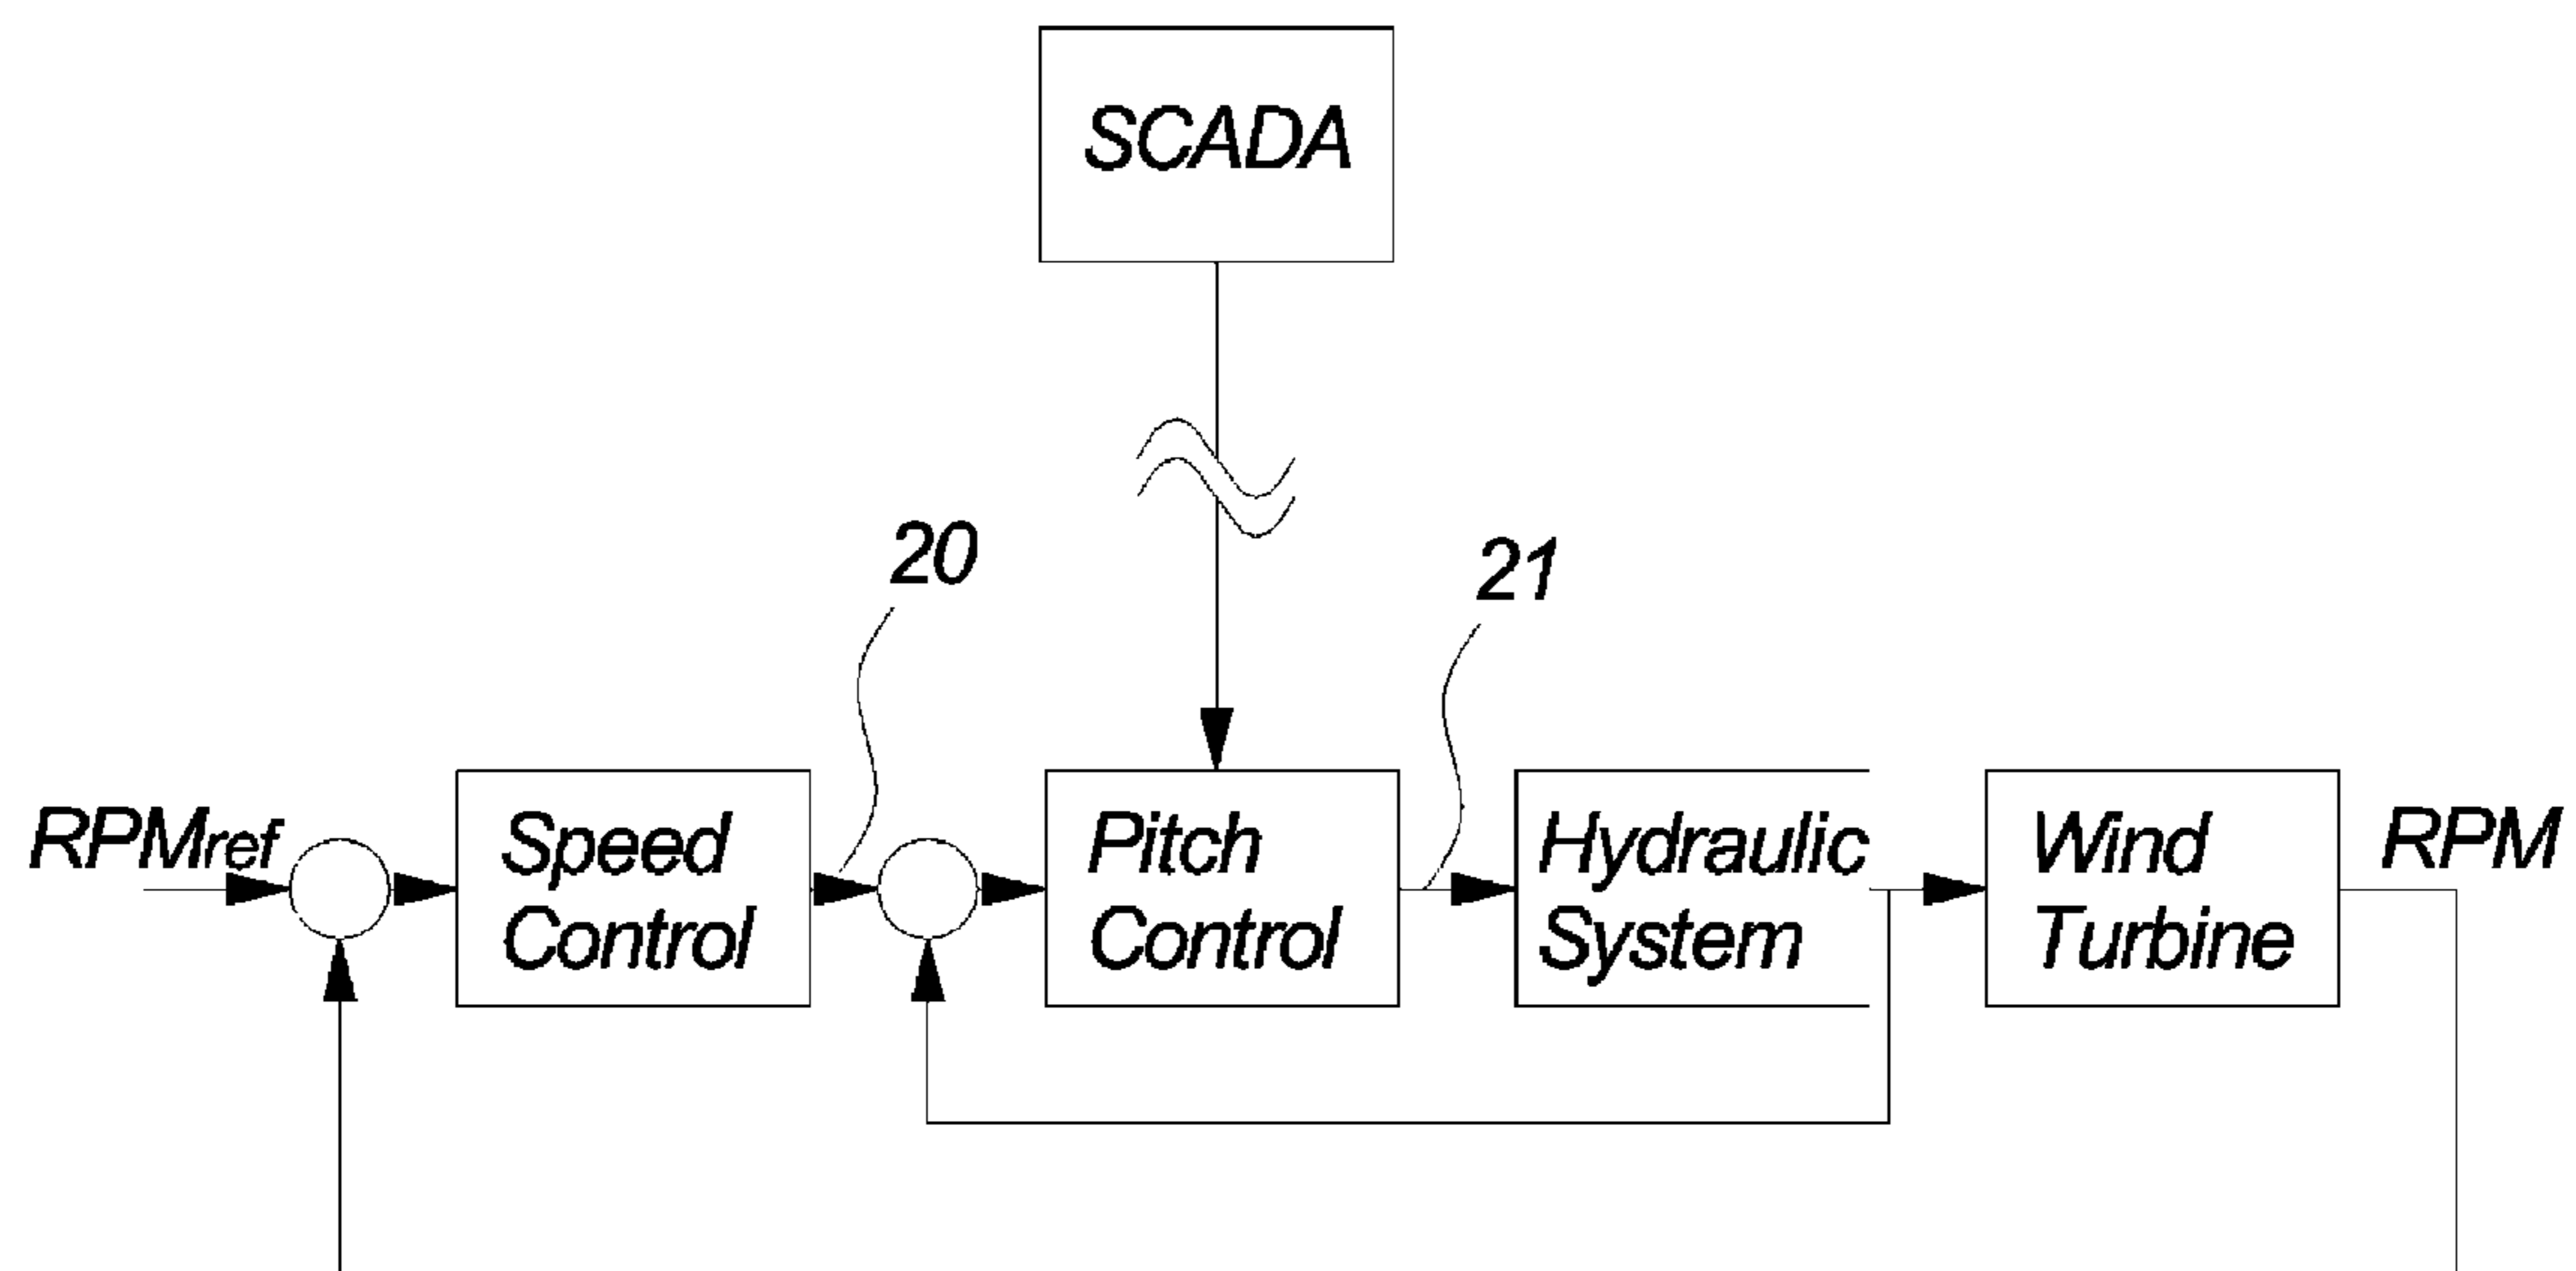 SCADA
20
21
RPMref
Speed
Control
Pitch
Control
Hydraulic
System
Wind
Turbine
RPM